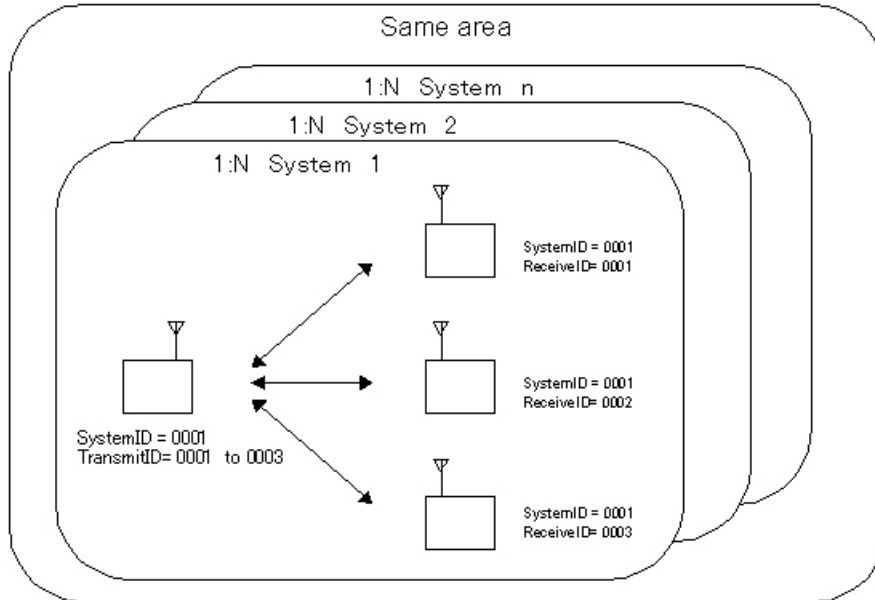 Same area
1:N System n
1:N System 2
1:N System 1
SystemID = 0001
ReceiveID= 0001
SystemID = 0001
TransmitID= 0001 to 0003
SystemID = 0001
ReceiveID= 0002
SystemID = 0001
ReceiveID= 0003